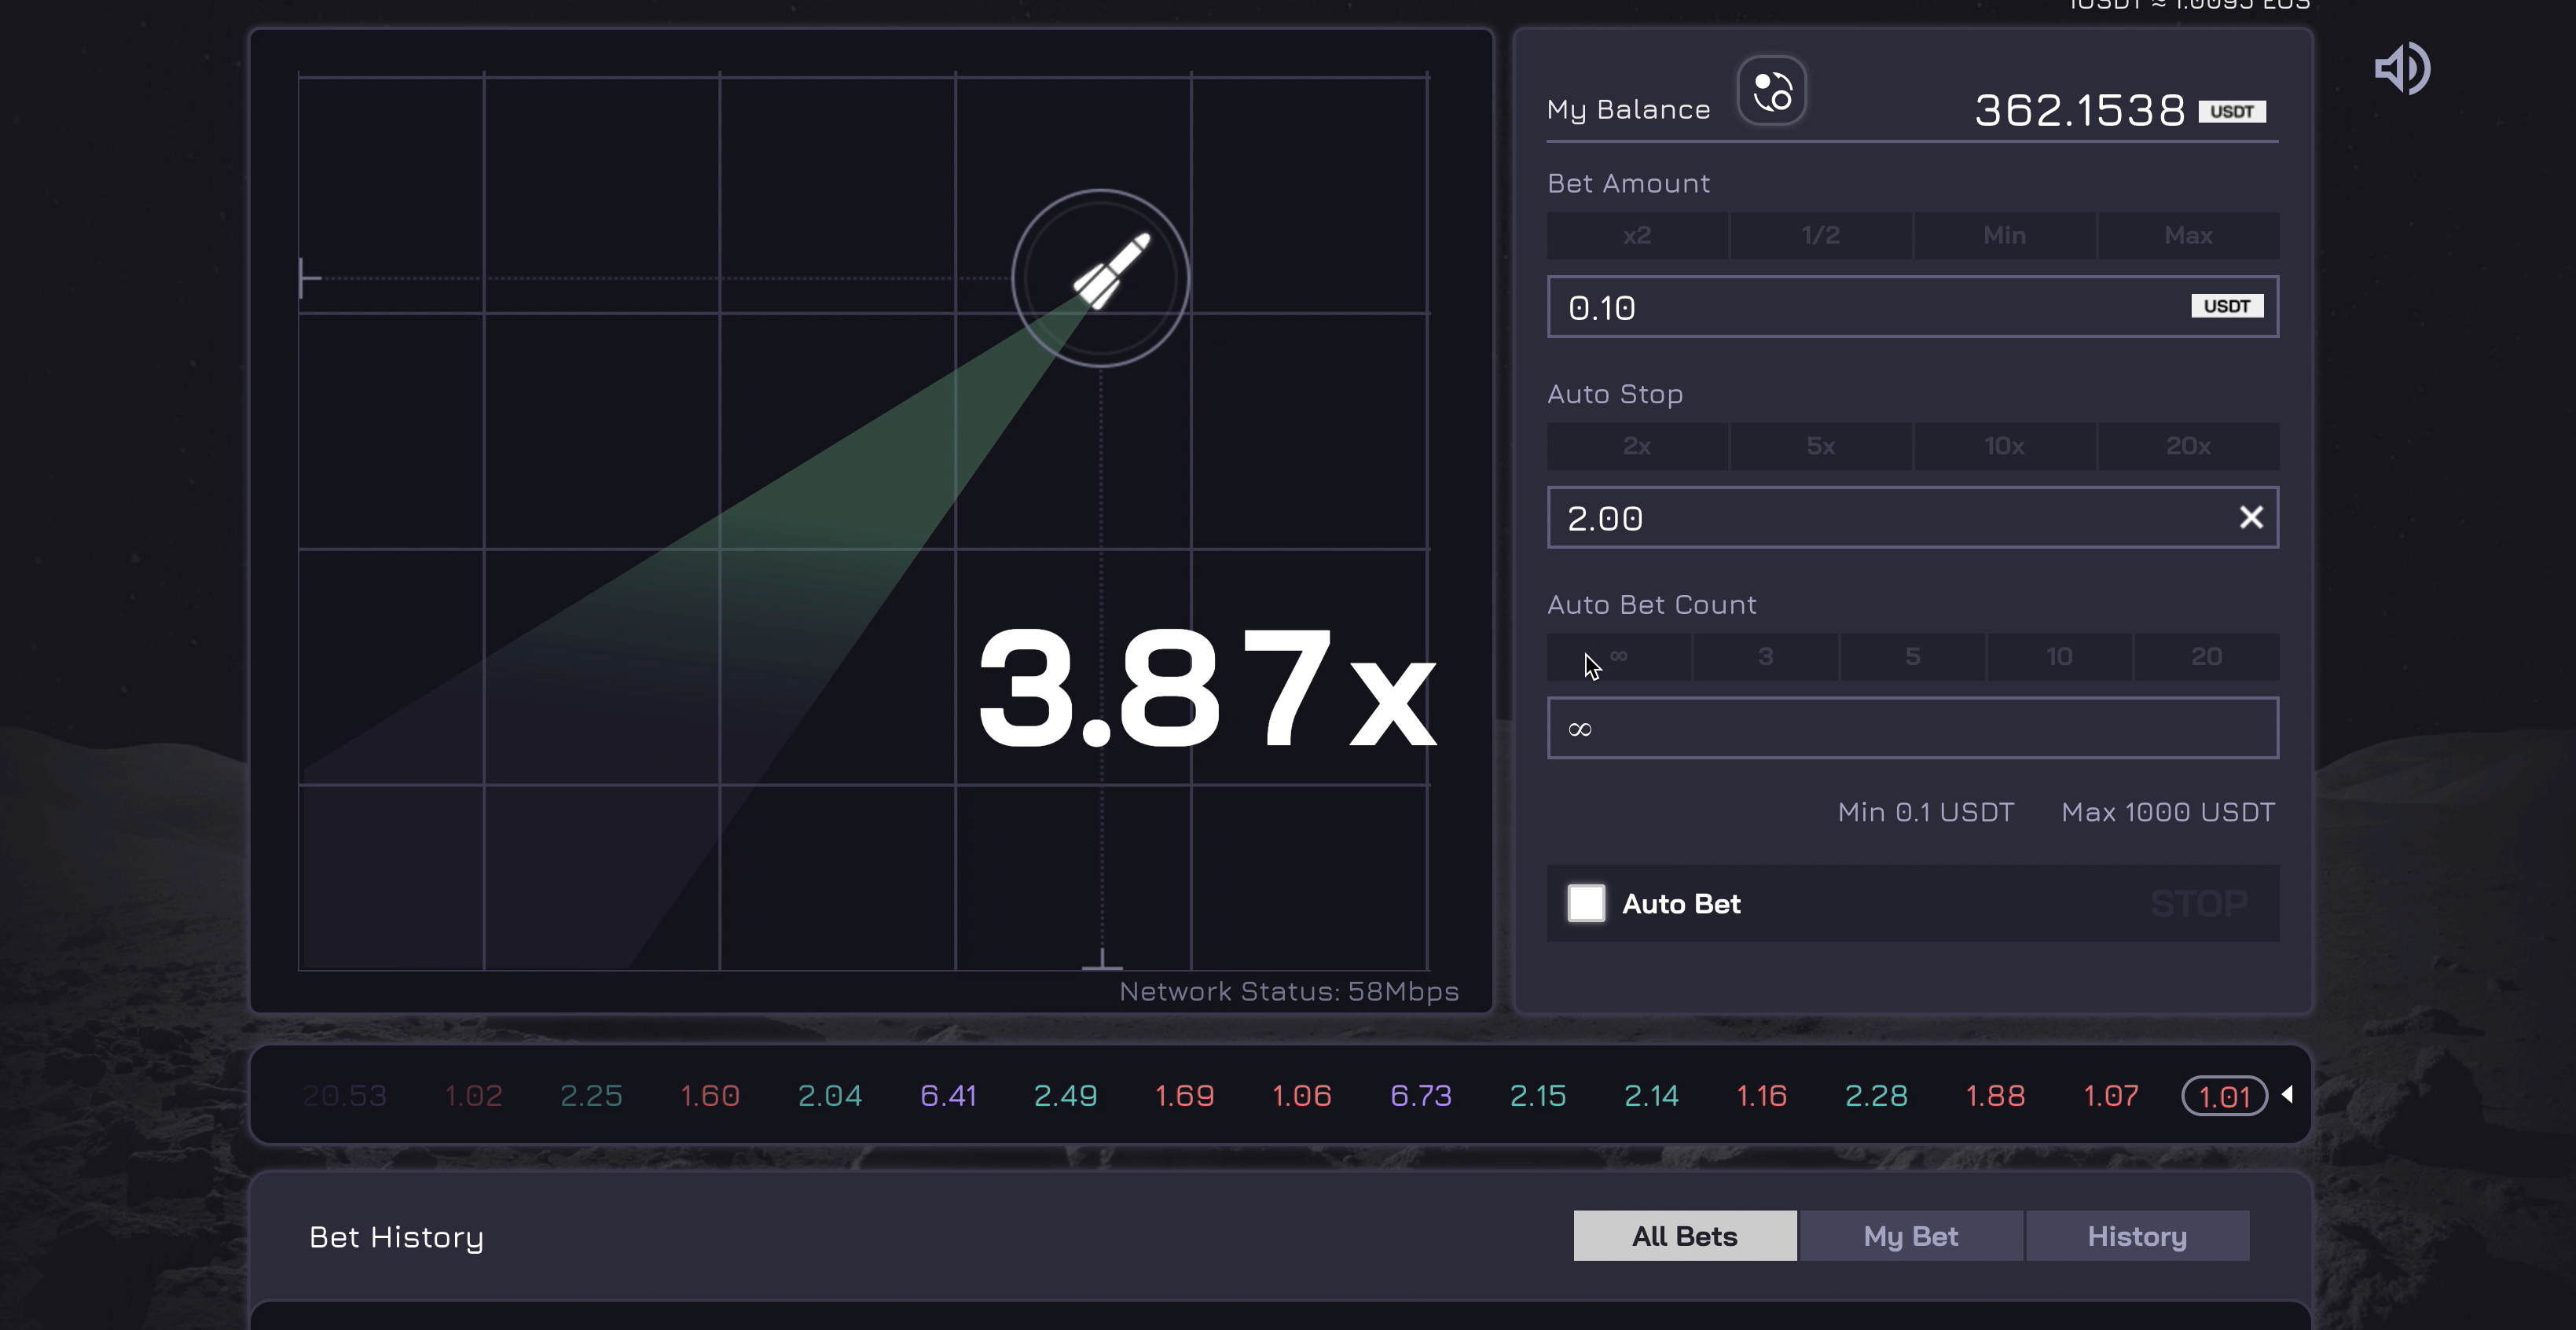 1USDT ≈ 1.0095 EOS
My Balance
362.1538 USDT
Bet Amount
x2 1/2 Min Max
0.10 USDT
Auto Stop
2x 5x 10x 20x
2.00
Auto Bet Count
∞ 3 5 10 20
∞
Min 0.1 USDT Max 1000 USDT
Auto Bet STOP
3.87x
Network Status: 58Mbps
20.53 1.02 2.25 1.60 2.04 6.41 2.49 1.69 1.06 6.73 2.15 2.14 1.16 2.28 1.88 1.07 1.01
Bet History
All Bets My Bet History